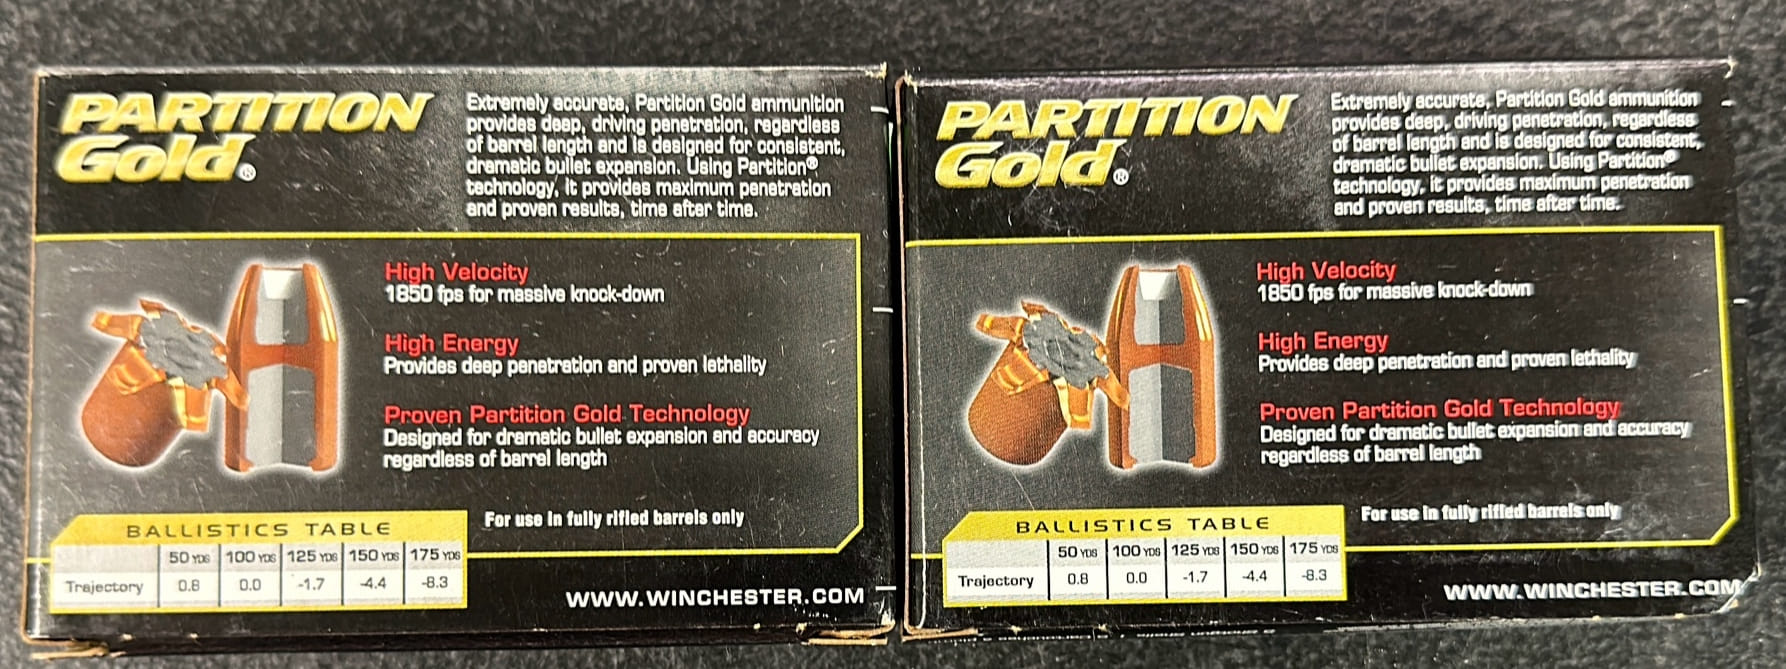 PARTITION
Gold®
Extremely accurate, Partition Gold ammunition
provides deep, driving penetration, regardless
of barrel length and is designed for consistent,
dramatic bullet expansion. Using Partition®
technology, it provides maximum penetration
and proven results, time after time.
High Velocity
1850 fps for massive knock-down
High Energy
Provides deep penetration and proven lethality
Proven Partition Gold Technology
Designed for dramatic bullet expansion and accuracy
regardless of barrel length
For use in fully rifled barrels only
BALLISTICS TABLE
50 YDS 100 YDS 125 YDS 150 YDS 175 YDS
Trajectory 0.8 0.0 -1.7 -4.4 -8.3
WWW.WINCHESTER.COM
PARTITION
Gold®
Extremely accurate, Partition Gold ammunition
provides deep, driving penetration, regardless
of barrel length and is designed for consistent,
dramatic bullet expansion. Using Partition®
technology, it provides maximum penetration
and proven results, time after time.
High Velocity
1850 fps for massive knock-down
High Energy
Provides deep penetration and proven lethality
Proven Partition Gold Technology
Designed for dramatic bullet expansion and accuracy
regardless of barrel length
For use in fully rifled barrels only
BALLISTICS TABLE
50 YDS 100 YDS 125 YDS 150 YDS 175 YDS
Trajectory 0.8 0.0 -1.7 -4.4 -8.3
WWW.WINCHESTER.COM